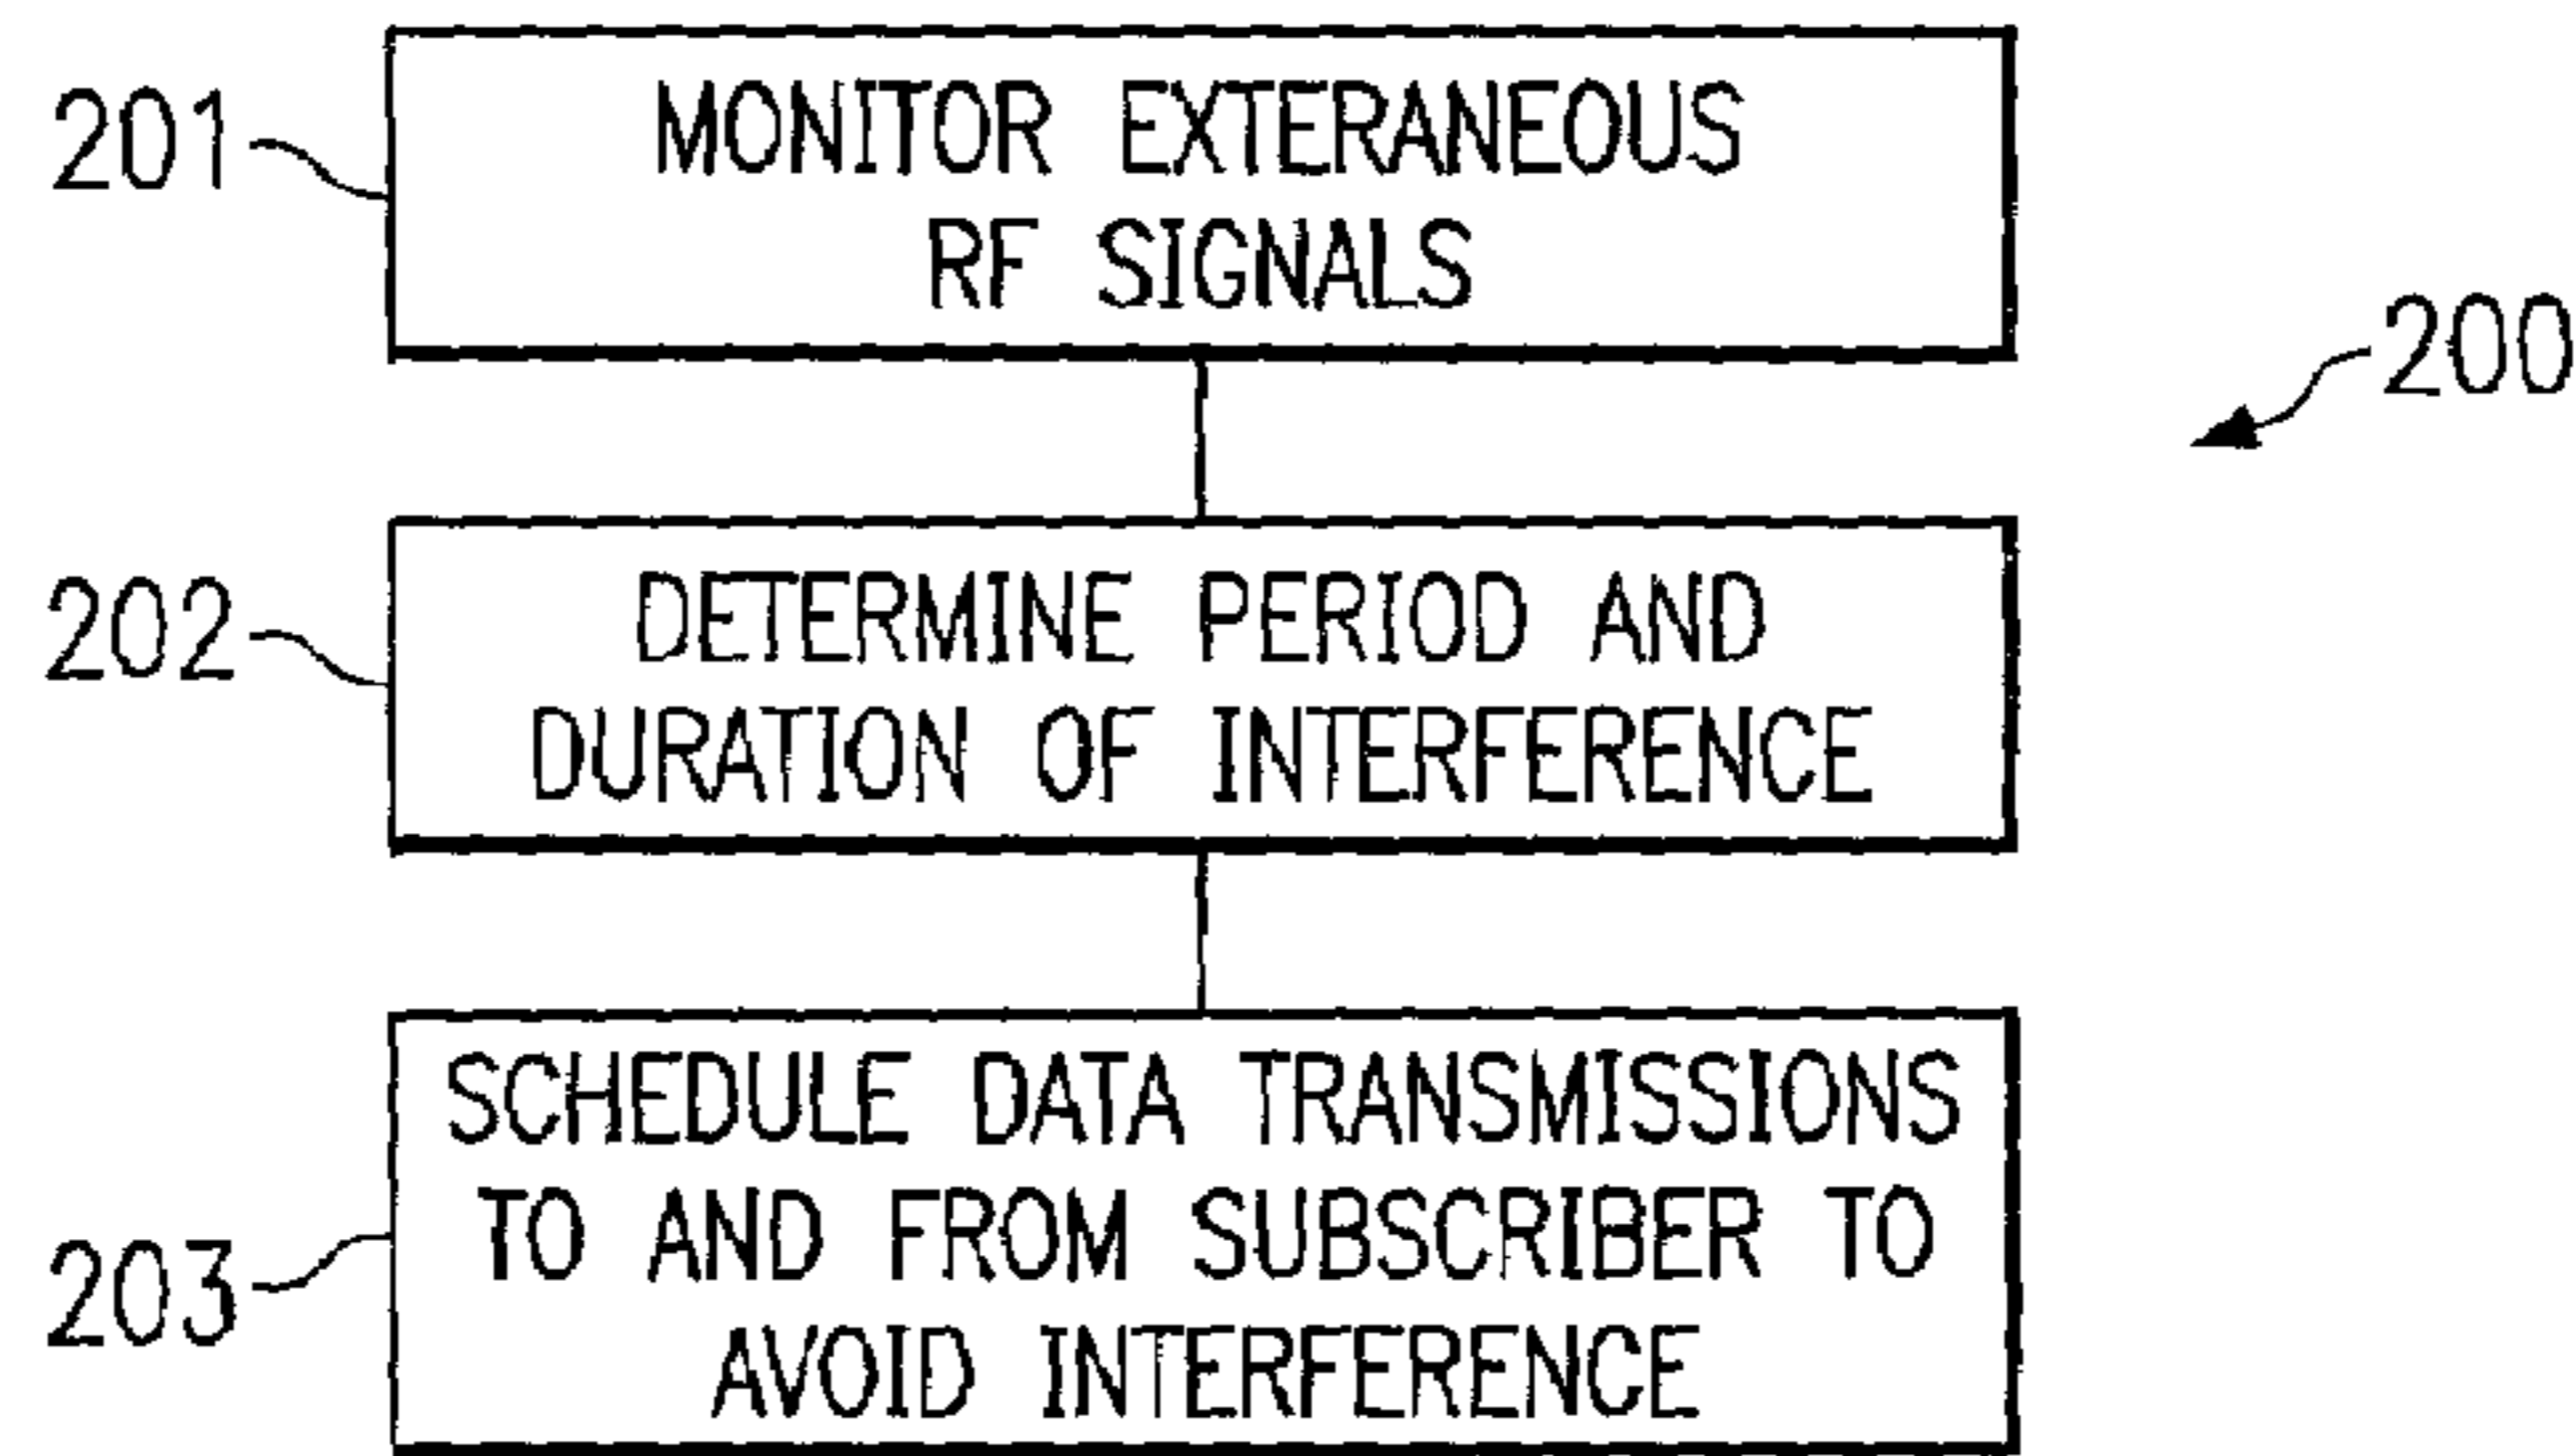 201
MONITOR EXTERANEOUS
RF SIGNALS
200
202
DETERMINE PERIOD AND
DURATION OF INTERFERENCE
203
SCHEDULE DATA TRANSMISSIONS
TO AND FROM SUBSCRIBER TO
AVOID INTERFERENCE